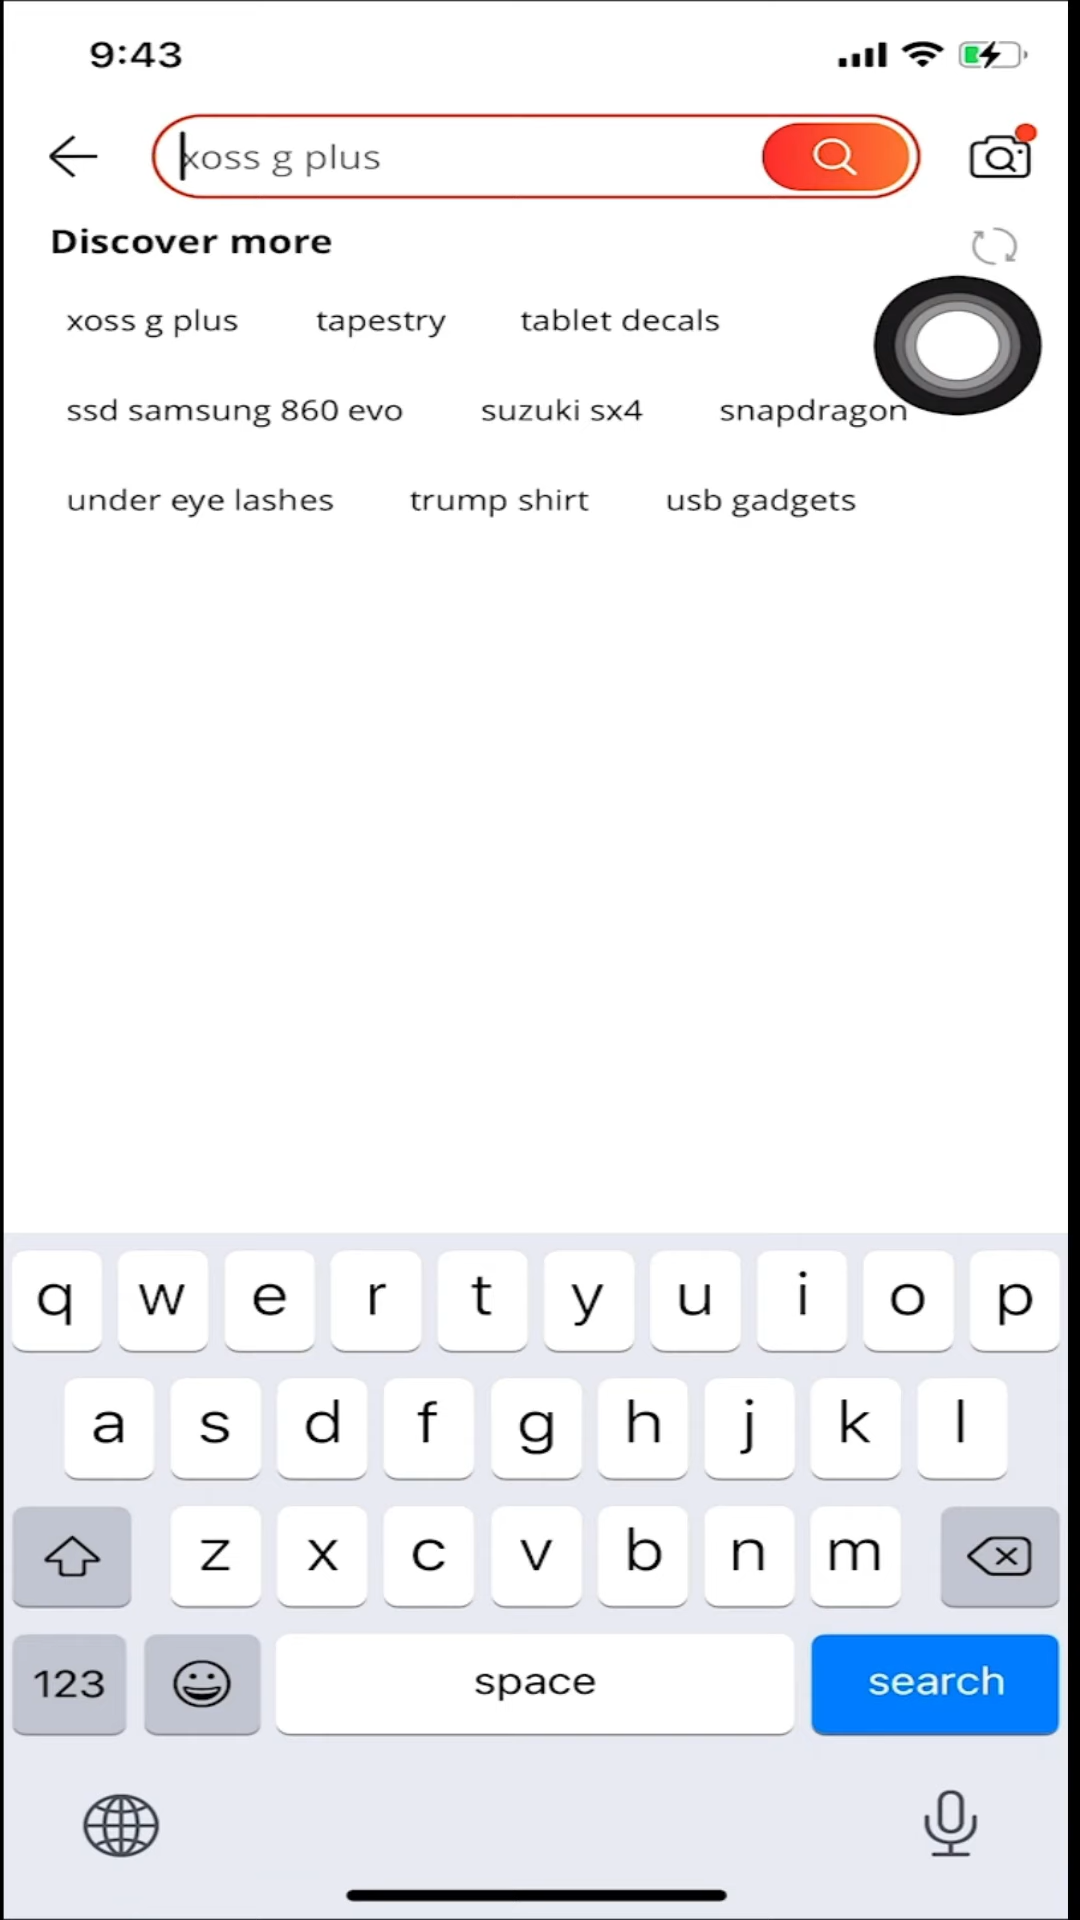 9:43
xoss g plus
Discover more
xoss g plus tapestry tablet decals
ssd samsung 860 evo suzuki sx4 snapdragon
under eye lashes trump shirt usb gadgets
q w e r t y u i o p
a s d f g h j k l
z x c v b n m
123 space search